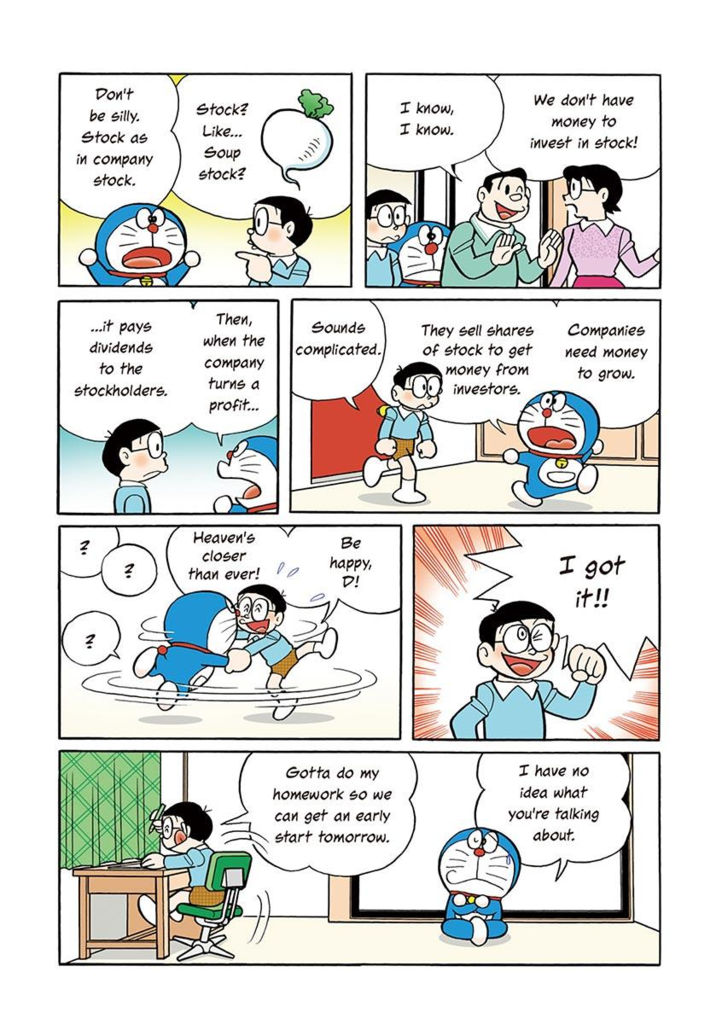 We don't have
money to
invest in stock!
I know,
I know.
Stock?
Like...
Soup
stock?
Don't
be silly.
Stock as
in company
stock.
Companies
need money
to grow.
They sell shares
of stock to get
money from
investors.
Sounds
complicated.
Then,
when the
company
turns a
profit...
...it pays
dividends
to the
stockholders.
I got
it!!
Be
happy,
D!
Heaven's
closer
than ever!
?
?
?
I have no
idea what
you're talking
about.
Gotta do my
homework so we
can get an early
start tomorrow.